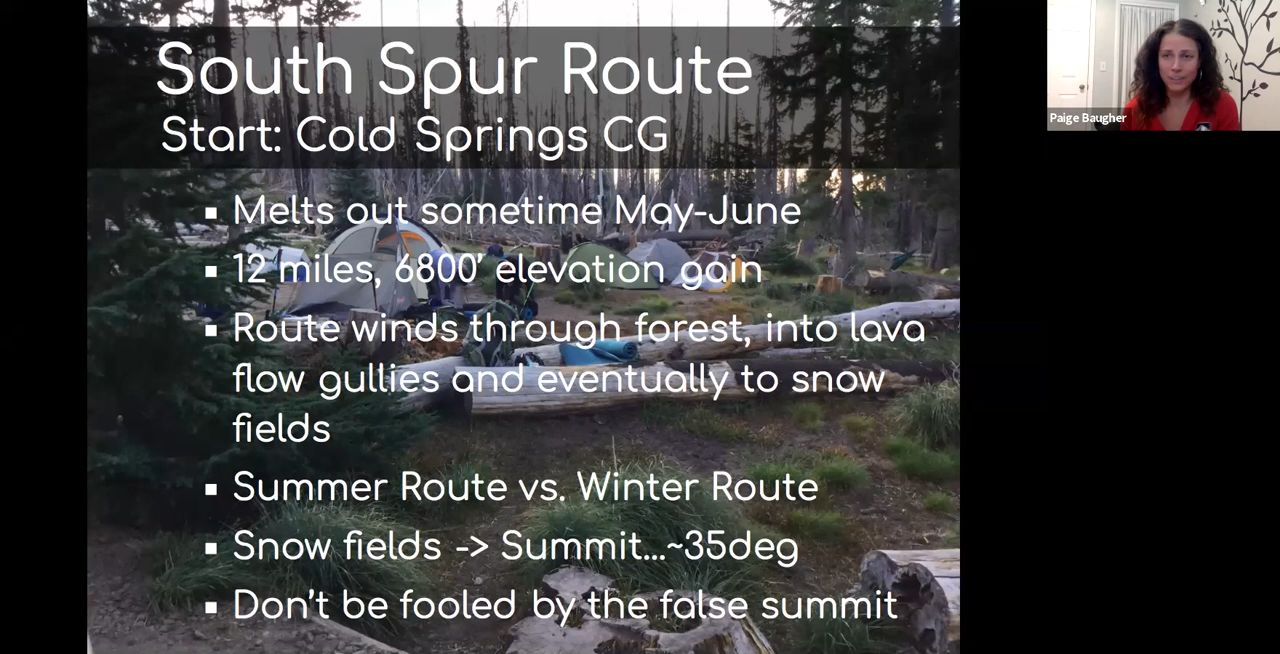 South Spur Route
Start: Cold Springs CG
Melts out sometime May-June
12 miles, 6800’ elevation gain
Route winds through forest, into lava
flow gullies and eventually to snow
fields
Summer Route vs. Winter Route
Snow fields -> Summit...~35deg
Don’t be fooled by the false summit
Paige Baugher